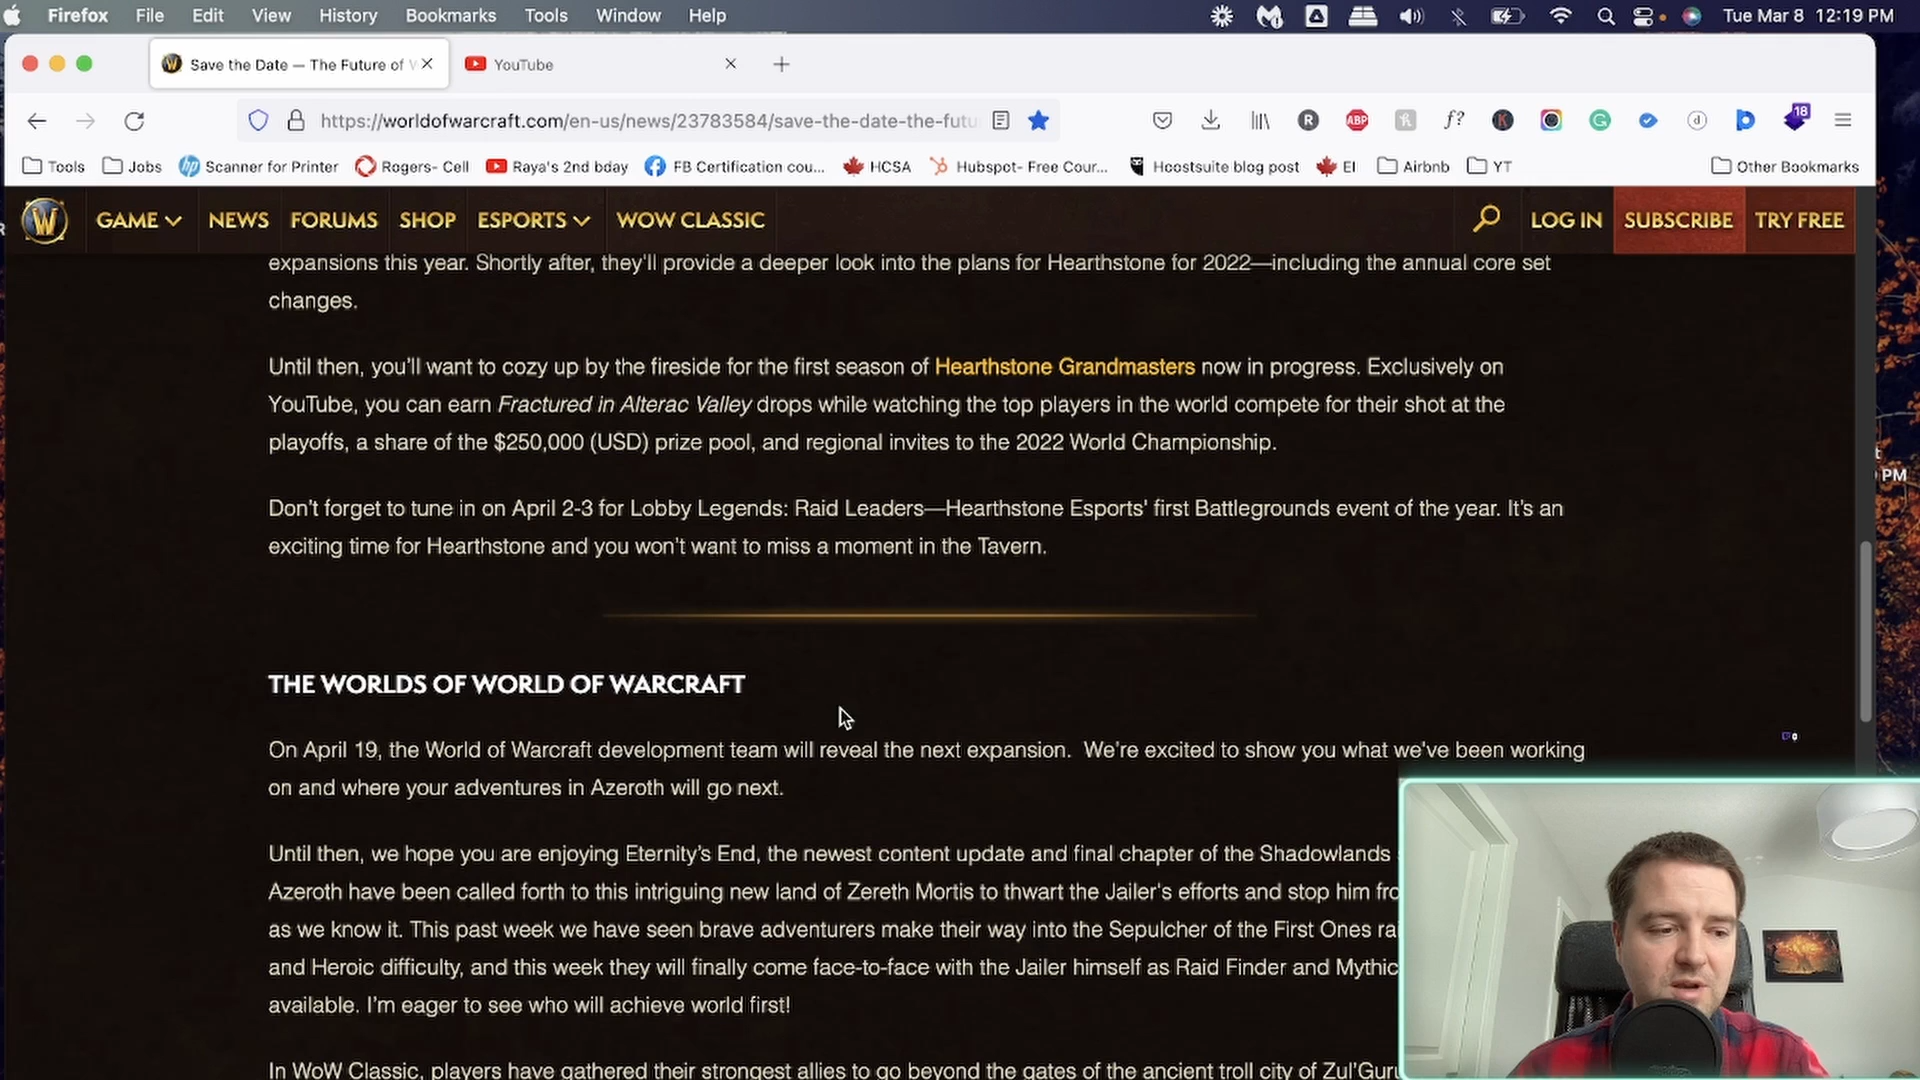 Firefox File Edit View History Bookmarks Tools Window Help Tue Mar 8 12:19 PM
Save the Date — The Future of W YouTube
https://worldofwarcraft.com/en-us/news/23783584/save-the-date-the-futu 18
Tools Jobs Scanner for Printer Rogers- Cell Raya's 2nd bday FB Certification cou... HCSA Hubspot- Free Cour... Hootsuite blog post EI Airbnb YT Other Bookmarks
GAME NEWS FORUMS SHOP ESPORTS WOW CLASSIC LOG IN SUBSCRIBE TRY FREE
expansions this year. Shortly after, they'll provide a deeper look into the plans for Hearthstone for 2022—including the annual core set
changes.
Until then, you'll want to cozy up by the fireside for the first season of Hearthstone Grandmasters now in progress. Exclusively on
YouTube, you can earn Fractured in Alterac Valley drops while watching the top players in the world compete for their shot at the
playoffs, a share of the $250,000 (USD) prize pool, and regional invites to the 2022 World Championship.
PM
Don't forget to tune in on April 2-3 for Lobby Legends: Raid Leaders—Hearthstone Esports' first Battlegrounds event of the year. It's an
exciting time for Hearthstone and you won't want to miss a moment in the Tavern.
THE WORLDS OF WORLD OF WARCRAFT
On April 19, the World of Warcraft development team will reveal the next expansion. We're excited to show you what we've been working
on and where your adventures in Azeroth will go next.
Until then, we hope you are enjoying Eternity's End, the newest content update and final chapter of the Shadowlands
Azeroth have been called forth to this intriguing new land of Zereth Mortis to thwart the Jailer's efforts and stop him fro
as we know it. This past week we have seen brave adventurers make their way into the Sepulcher of the First Ones rai
and Heroic difficulty, and this week they will finally come face-to-face with the Jailer himself as Raid Finder and Mythic
available. I'm eager to see who will achieve world first!
In WoW Classic, players have gathered their strongest allies to go beyond the gates of the ancient troll city of Zul'Guru